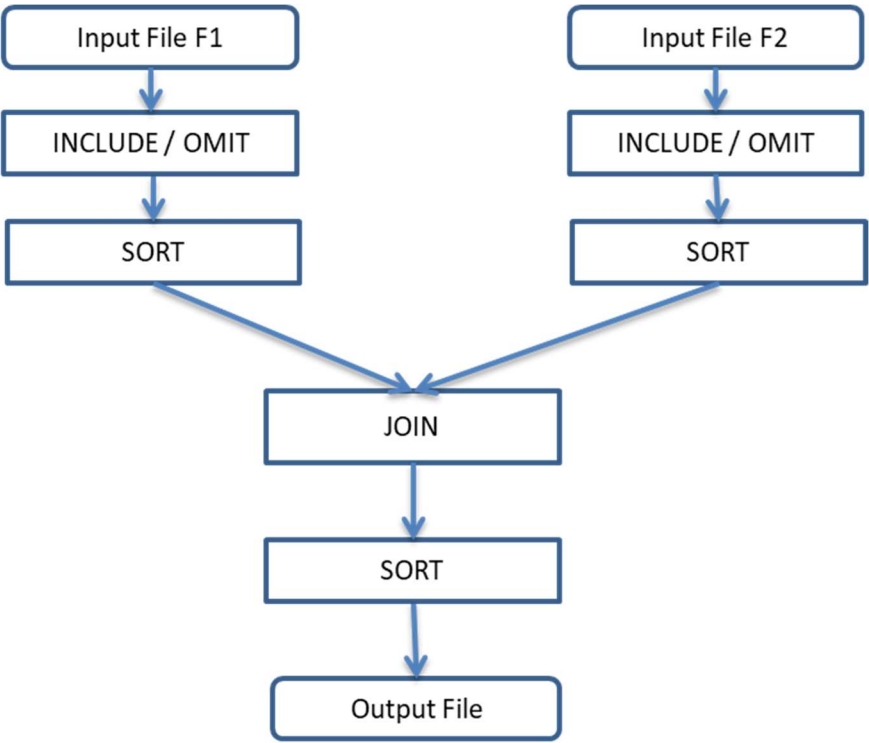 Input File F1
Input File F2
INCLUDE / OMIT
INCLUDE / OMIT
SORT
SORT
JOIN
SORT
Output File